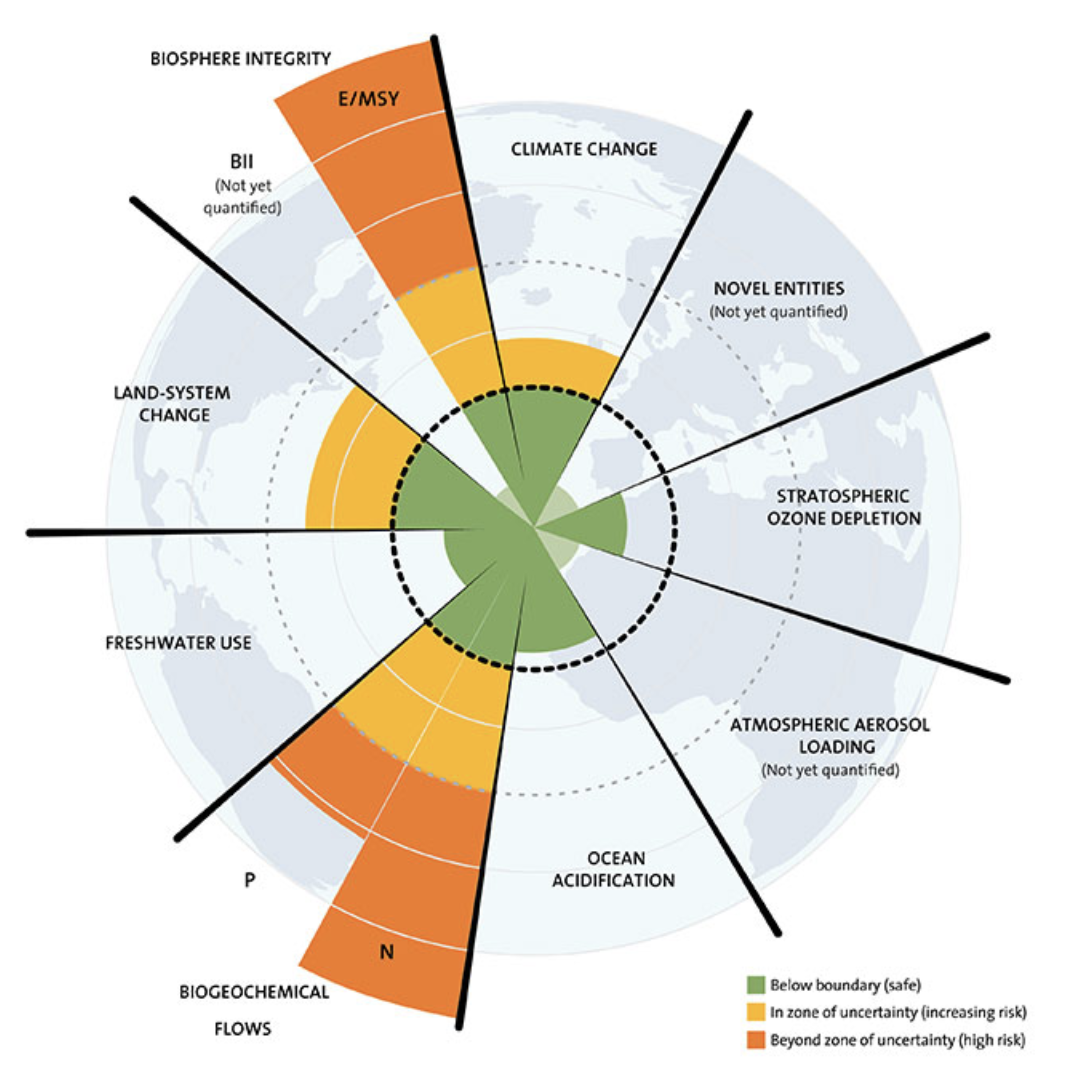 BIOSPHERE INTEGRITY
E/MSY
BII
(Not yet
quantified)
CLIMATE CHANGE
NOVEL ENTITIES
(Not yet quantified)
LAND-SYSTEM
CHANGE
STRATOSPHERIC
OZONE DEPLETION
FRESHWATER USE
ATMOSPHERIC AEROSOL
LOADING
(Not yet quantified)
OCEAN
ACIDIFICATION
P
N
BIOGEOCHEMICAL
FLOWS
Below boundary (safe)
In zone of uncertainty (increasing risk)
Beyond zone of uncertainty (high risk)